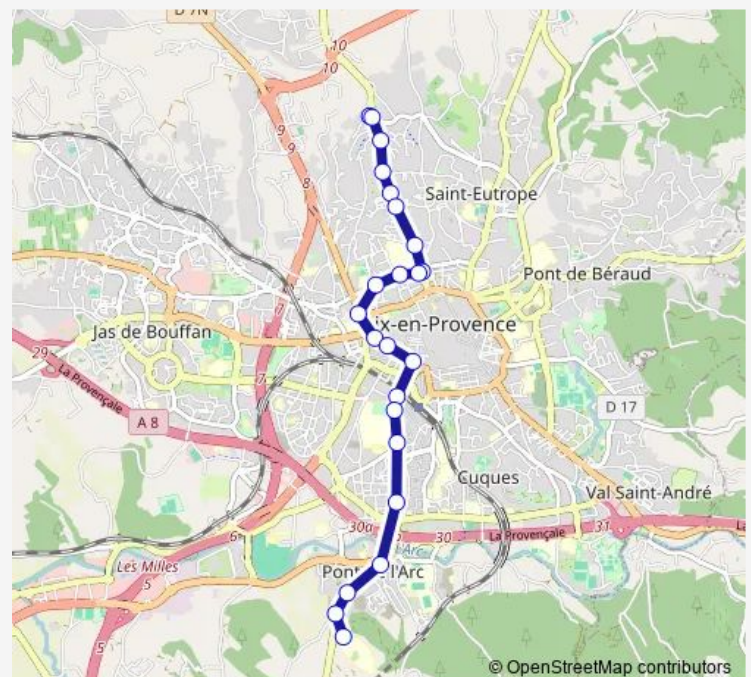 D 7N
10
10
9
9
8
Saint-Eutrope
Pont de Béraud
7
ix-en-Provence
Jas de Bouffan
29
La Provençale
7
D 17
A 8
Cuques
Val Saint-André
30a
30
La Provençale
31
La
6
l'Arc
Les Milles
5
Pont
l'Arc
5
© OpenStreetMap contributors